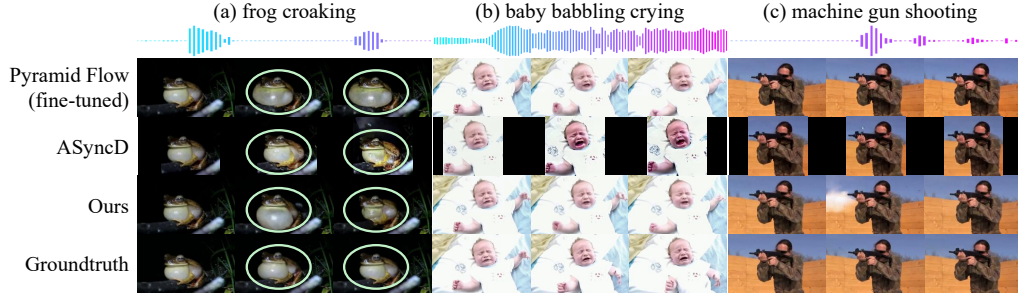 (a) frog croaking
(b) baby babbling crying
(c) machine gun shooting
Pyramid Flow
(fine-tuned)
ASyncD
Ours
Groundtruth